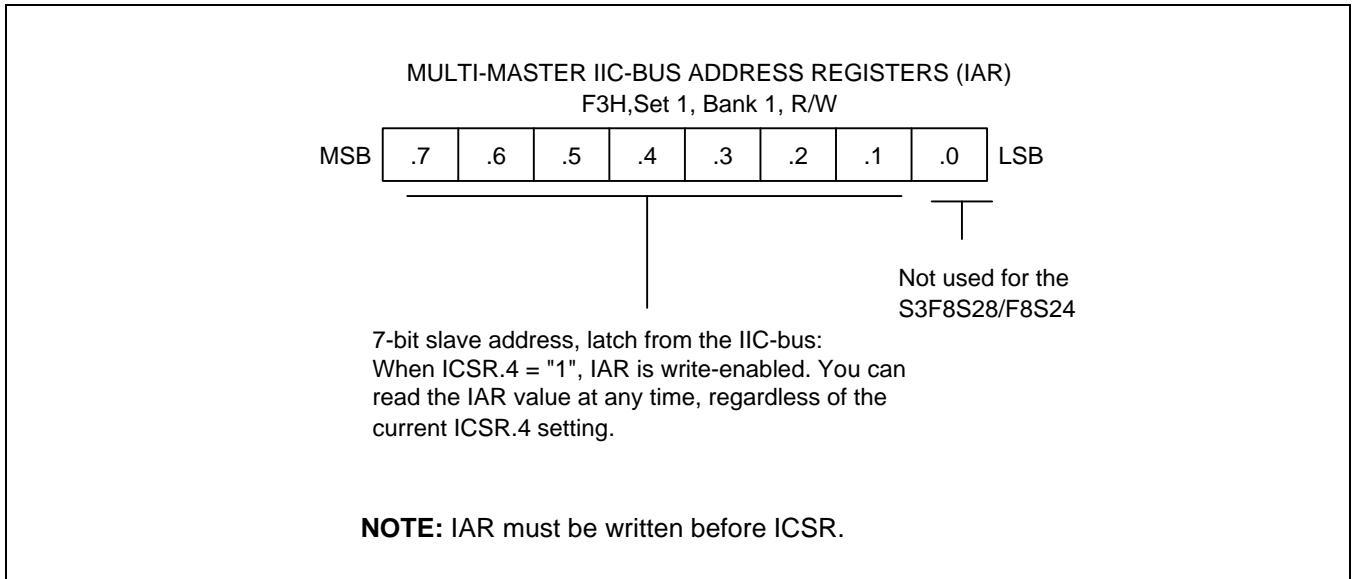 MULTI-MASTER IIC-BUS ADDRESS REGISTERS (IAR)
F3H,Set 1, Bank 1, R/W
MSB .7 .6 .5 .4 .3 .2 .1 .0 LSB
Not used for the
S3F8S28/F8S24
7-bit slave address, latch from the IIC-bus:
When ICSR.4 = "1", IAR is write-enabled. You can
read the IAR value at any time, regardless of the
current ICSR.4 setting.
NOTE: IAR must be written before ICSR.